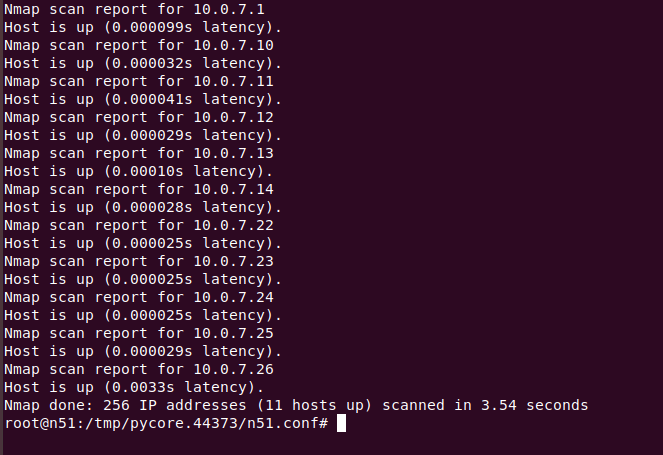 Nmap scan report for 10.0.7.1
Host is up (0.000099s latency).
Nmap scan report for 10.0.7.10
Host is up (0.000032s latency).
Nmap scan report for 10.0.7.11
Host is up (0.000041s latency).
Nmap scan report for 10.0.7.12
Host is up (0.000029s latency).
Nmap scan report for 10.0.7.13
Host is up (0.00010s latency).
Nmap scan report for 10.0.7.14
Host is up (0.000028s latency).
Nmap scan report for 10.0.7.22
Host is up (0.000025s latency).
Nmap scan report for 10.0.7.23
Host is up (0.000025s latency).
Nmap scan report for 10.0.7.24
Host is up (0.000025s latency).
Nmap scan report for 10.0.7.25
Host is up (0.000029s latency).
Nmap scan report for 10.0.7.26
Host is up (0.0033s latency).
Nmap done: 256 IP addresses (11 hosts up) scanned in 3.54 seconds
root@n51:/tmp/pycore.44373/n51.conf#